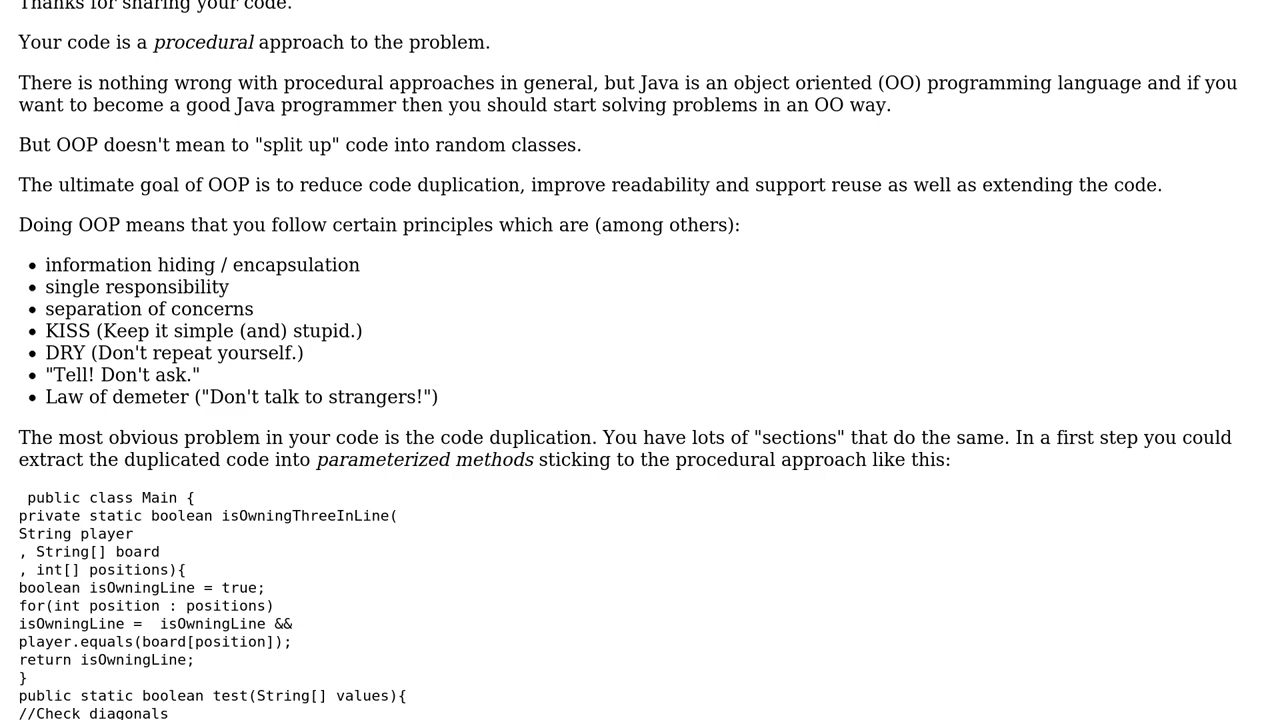 Thanks for sharing your code.
Your code is a procedural approach to the problem.
There is nothing wrong with procedural approaches in general, but Java is an object oriented (OO) programming language and if you
want to become a good Java programmer then you should start solving problems in an OO way.
But OOP doesn't mean to "split up" code into random classes.
The ultimate goal of OOP is to reduce code duplication, improve readability and support reuse as well as extending the code.
Doing OOP means that you follow certain principles which are (among others):
• information hiding / encapsulation
• single responsibility
• separation of concerns
• KISS (Keep it simple (and) stupid.)
• DRY (Don't repeat yourself.)
• "Tell! Don't ask."
• Law of demeter ("Don't talk to strangers!")
The most obvious problem in your code is the code duplication. You have lots of "sections" that do the same. In a first step you could
extract the duplicated code into parameterized methods sticking to the procedural approach like this:
public class Main {
private static boolean isOwningThreeInLine(
String player
, String[] board
, int[] positions){
boolean isOwningLine = true;
for(int position : positions)
isOwningLine =  isOwningLine &&
player.equals(board[position]);
return isOwningLine;
}
public static boolean test(String[] values){
//Check diagonals